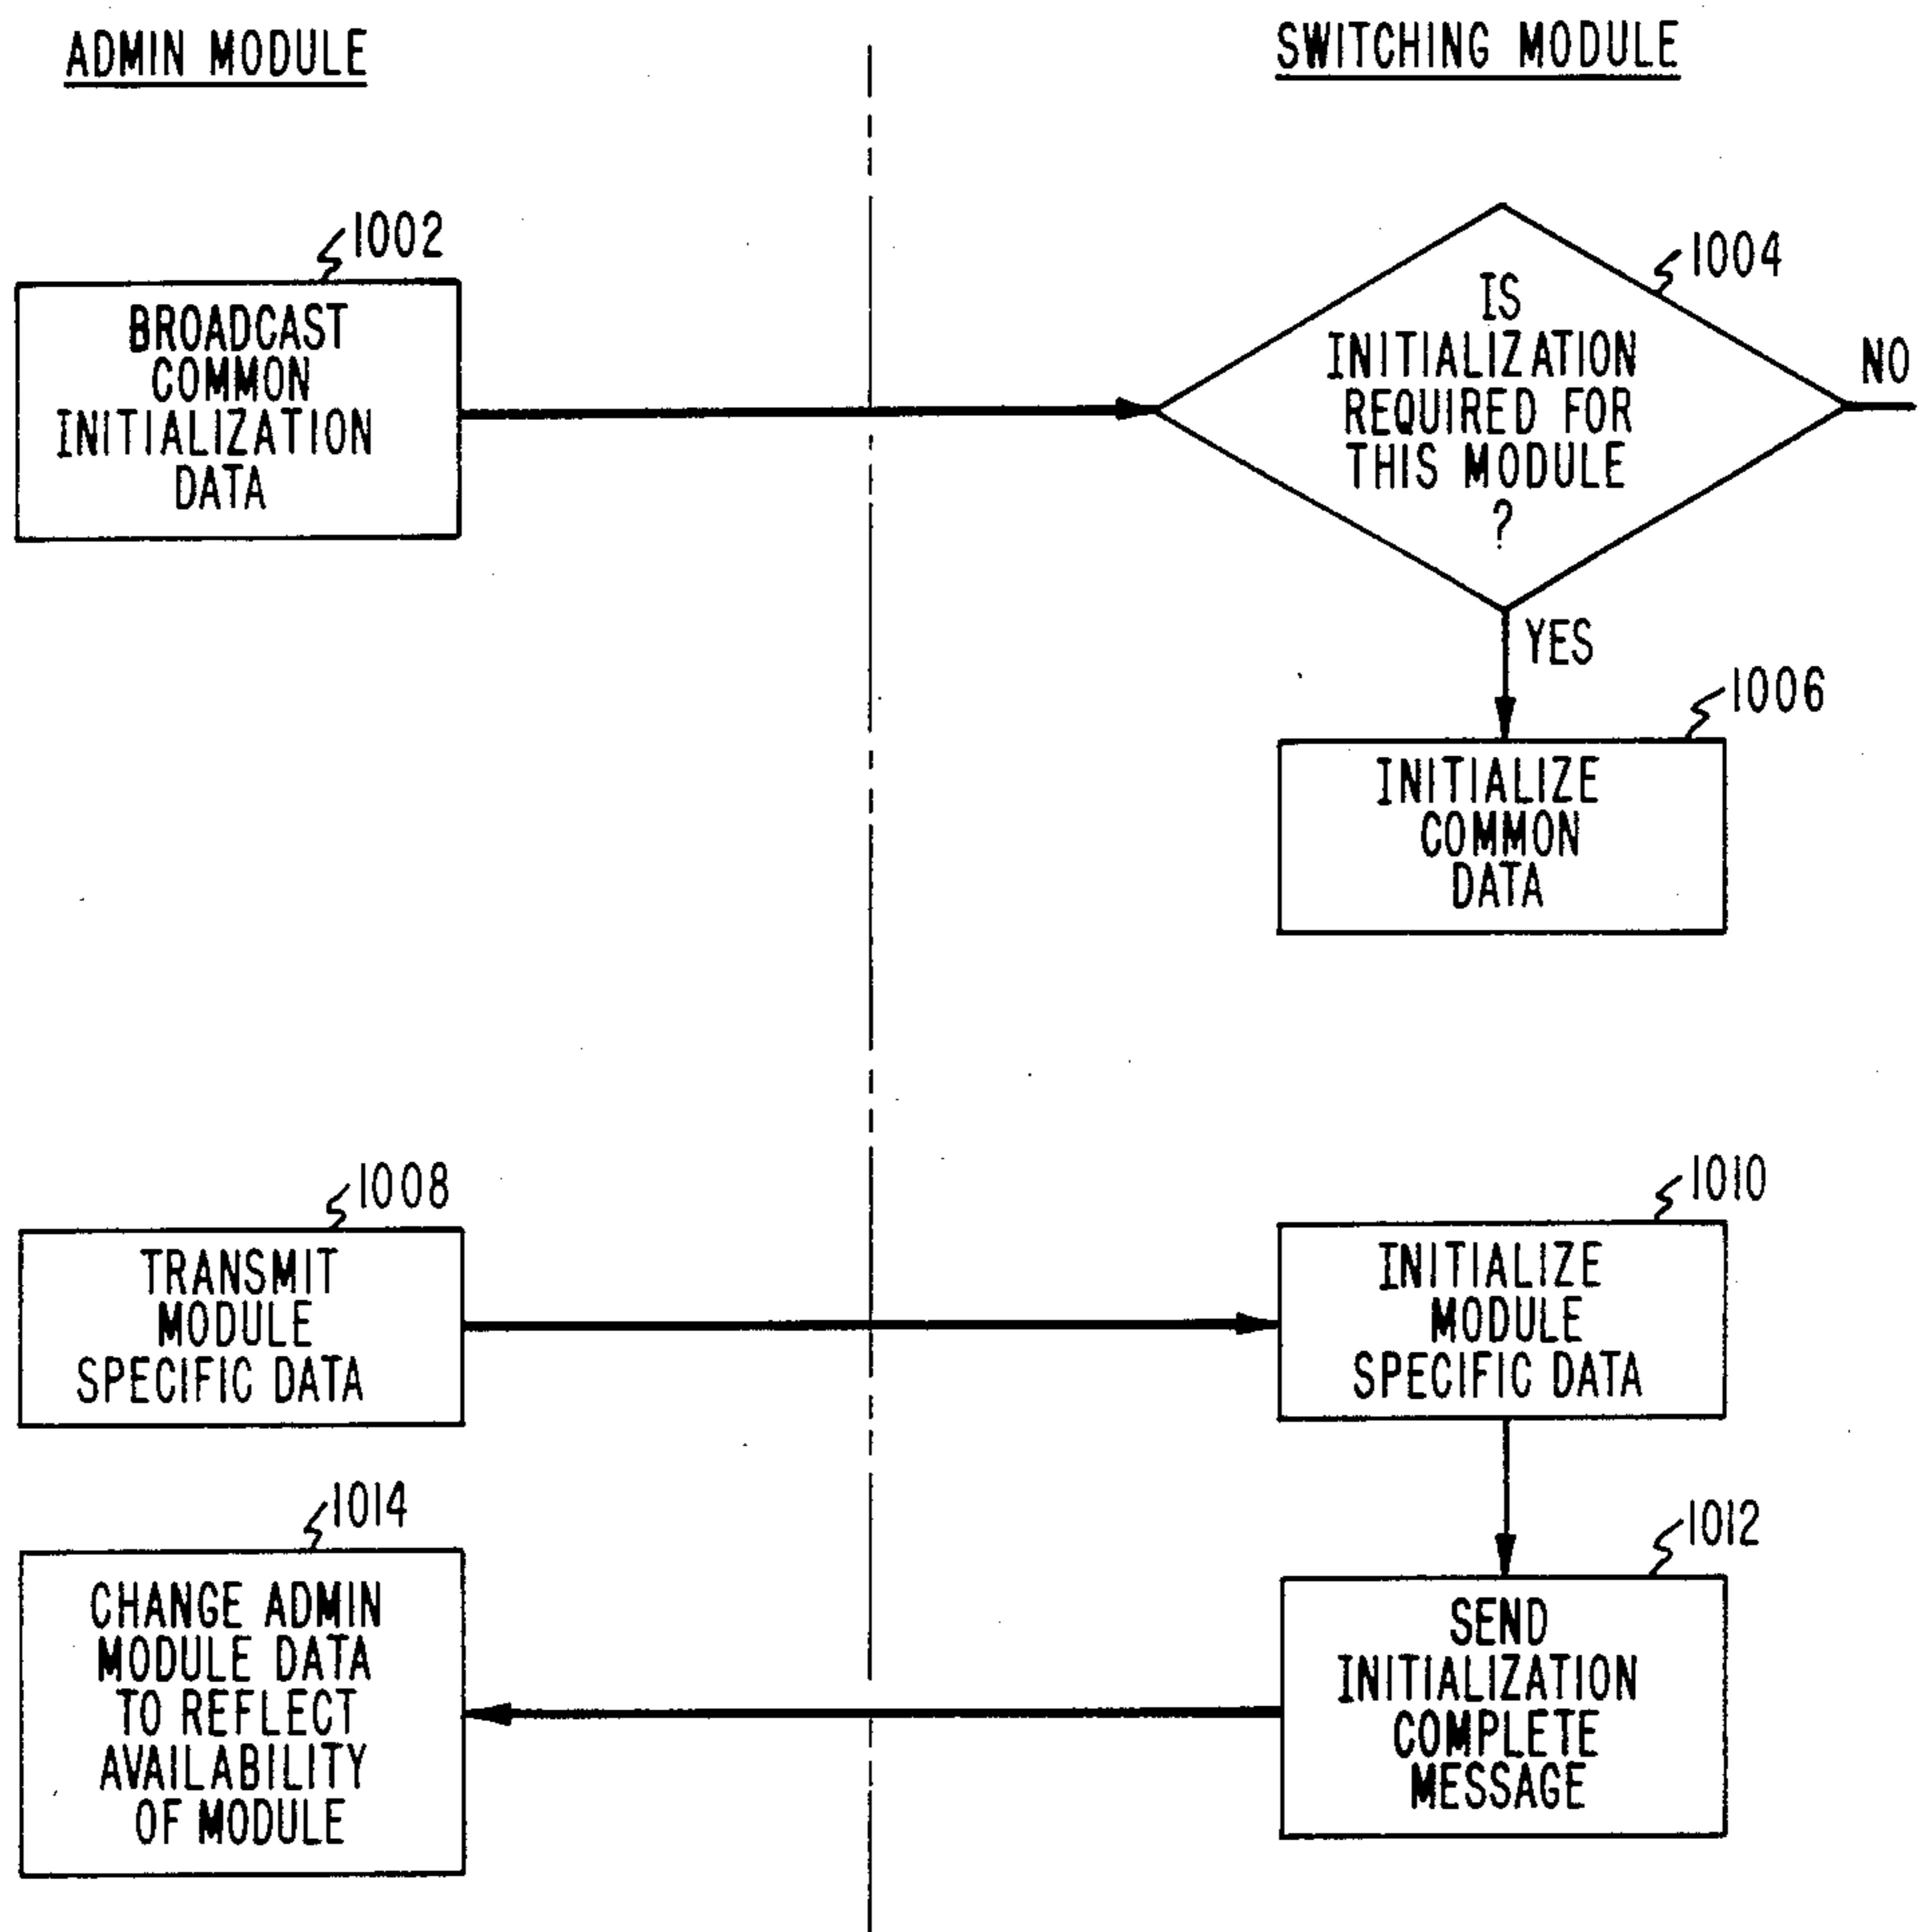 ADMIN MODULE
SWITCHING MODULE
1002
BROADCAST
COMMON
INITIALIZATION
DATA
1004
IS
INITIALIZATION
REQUIRED FOR
THIS MODULE
?
NO
YES
1006
INITIALIZE
COMMON
DATA
1008
TRANSMIT
MODULE
SPECIFIC DATA
1010
INITIALIZE
MODULE
SPECIFIC DATA
1014
CHANGE ADMIN
MODULE DATA
TO REFLECT
AVAILABILITY
OF MODULE
1012
SEND
INITIALIZATION
COMPLETE
MESSAGE